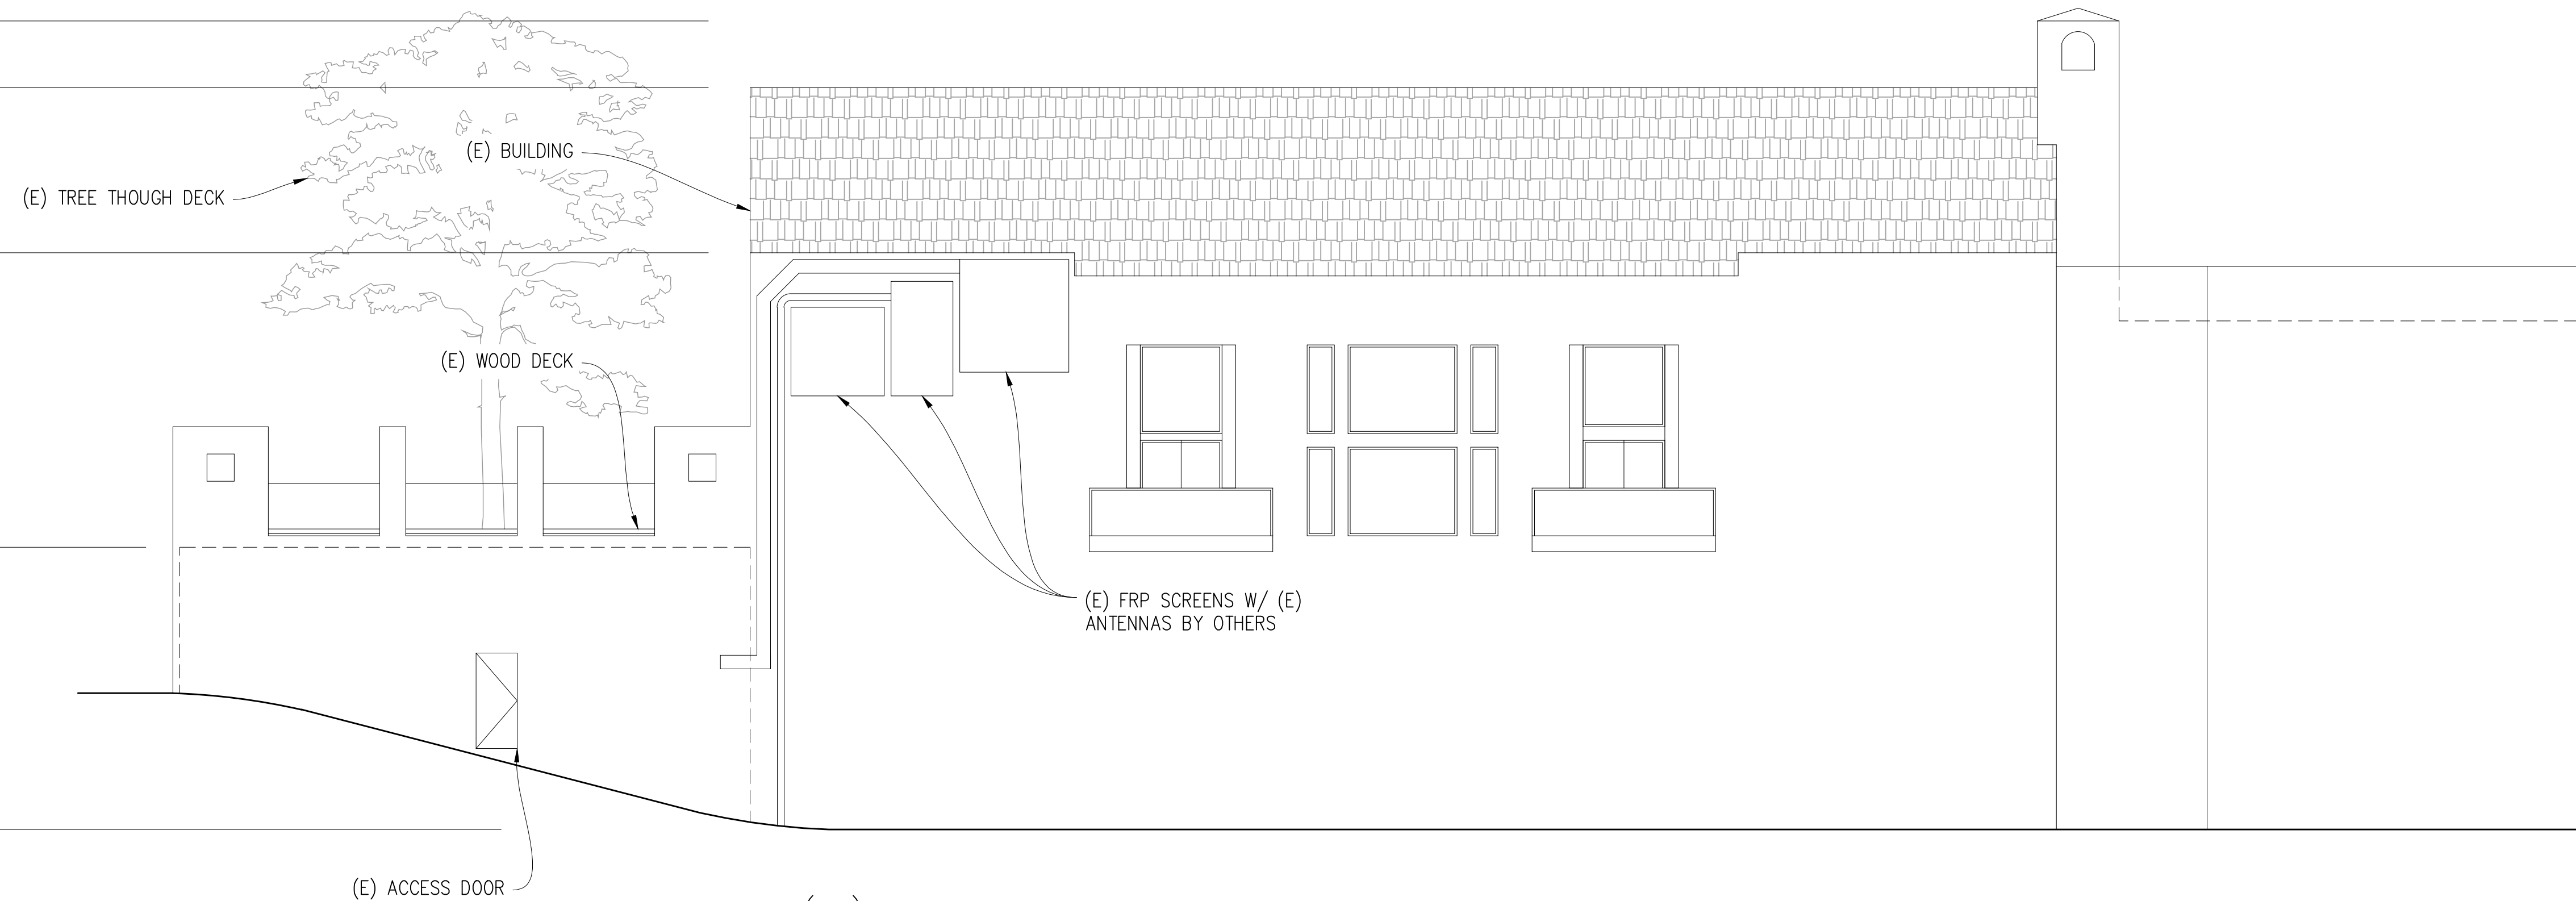 (E) BUILDING
(E) TREE THOUGH DECK
(E) WOOD DECK
(E) FRP SCREENS W/ (E)
ANTENNAS BY OTHERS
(E) ACCESS DOOR